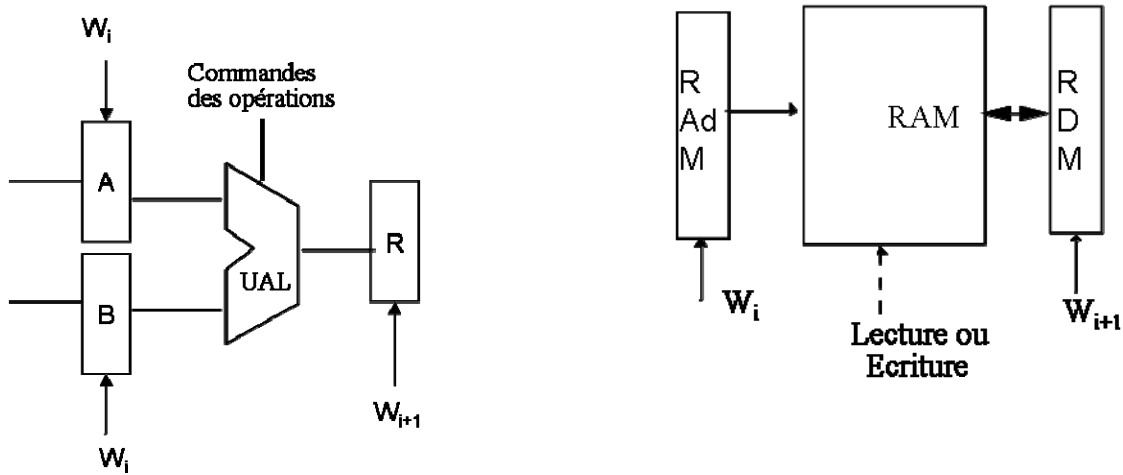 Wi
Commandes
des opérations
A
B
UAL
R
Wi
Wi+1
R
Ad
M
RAM
R
D
M
Wi
Wi+1
Lecture ou
Ecriture